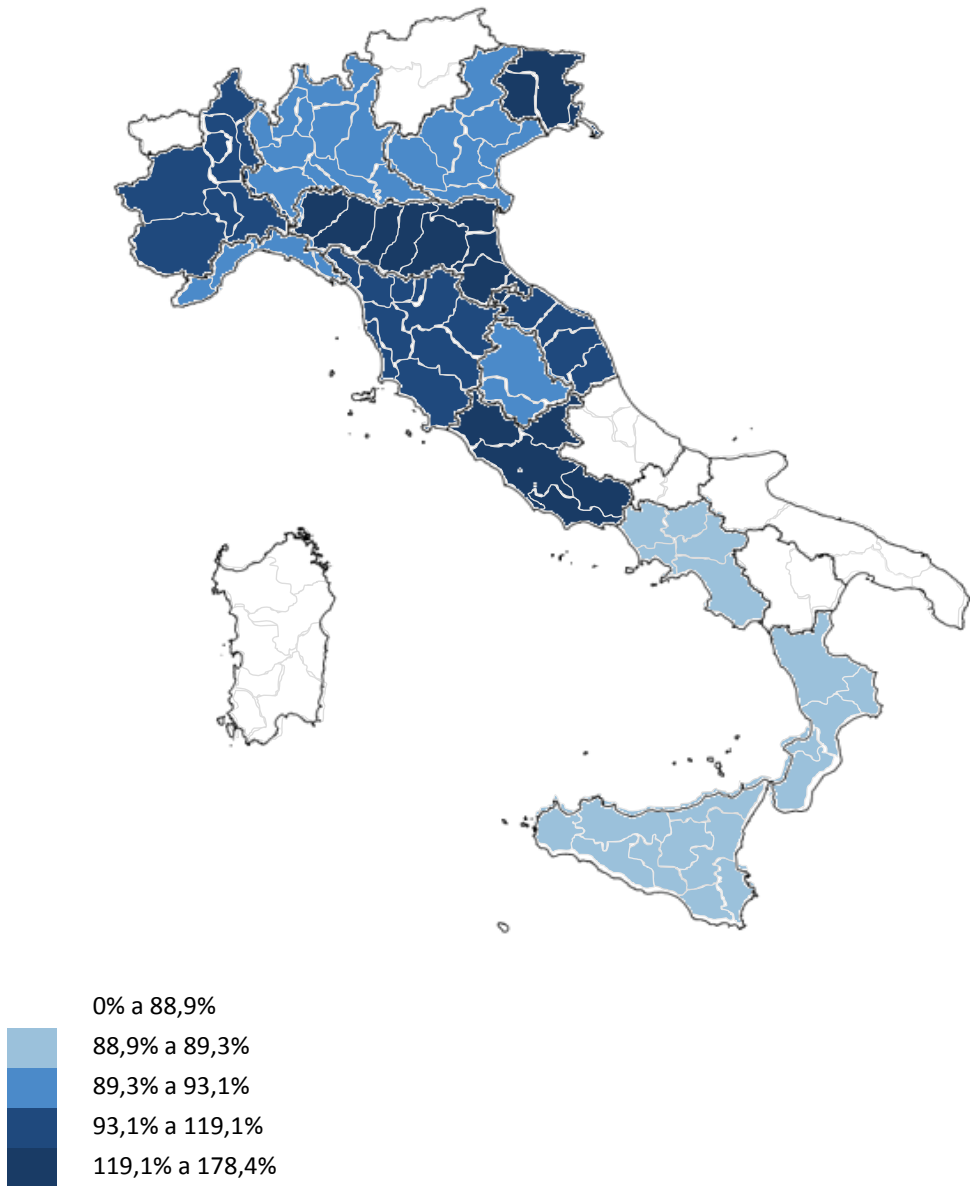 0% a 88,9%
88,9% a 89,3%
89,3% a 93,1%
93,1% a 119,1%
119,1% a 178,4%